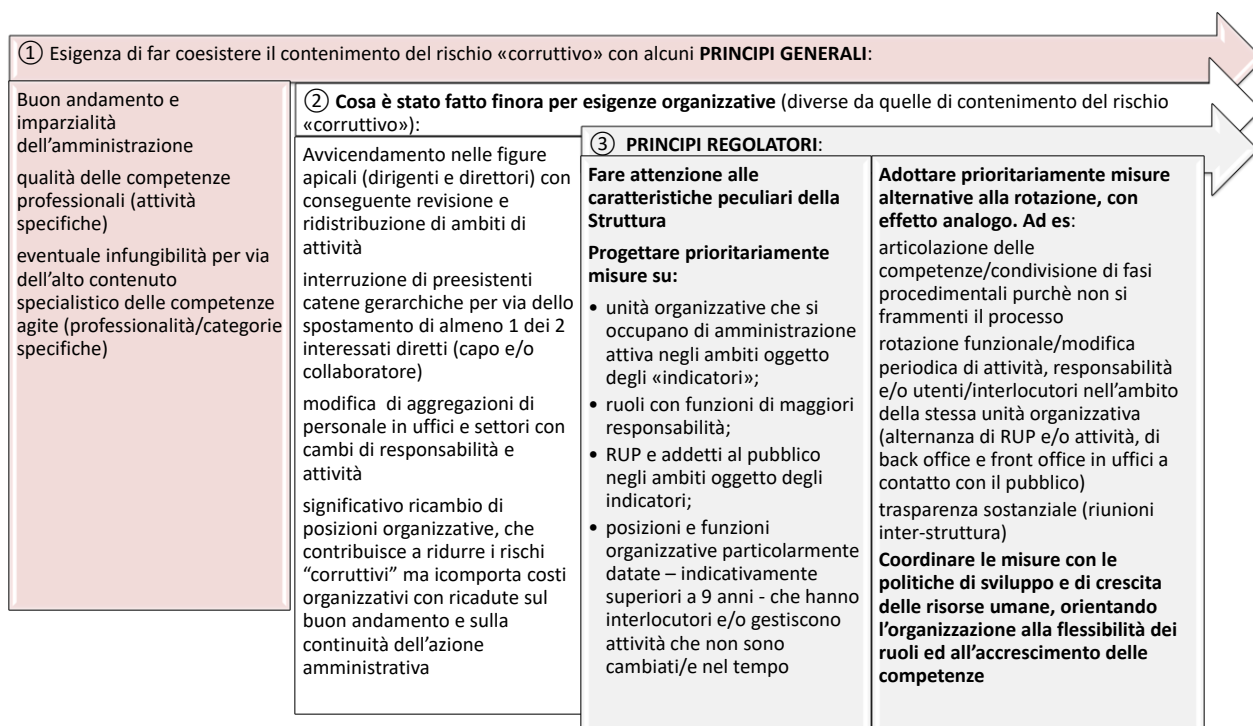 ① Esigenza di far coesistere il contenimento del rischio «corruttivo» con alcuni PRINCIPI GENERALI:
Buon andamento e
imparzialità
dell'amministrazione
qualità delle competenze
professionali (attività
specifiche)
eventuale infungibilità per via
dell'alto contenuto
specialistico delle competenze
agite (professionalità/categorie
specifiche)
② Cosa è stato fatto finora per esigenze organizzative (diverse da quelle di contenimento del rischio
«corruttivo»):
Avvicendamento nelle figure
apicali (dirigenti e direttori) con
conseguente revisione e
ridistribuzione di ambiti di
attività
interruzione di preesistenti
catene gerarchiche per via dello
spostamento di almeno 1 dei 2
interessati diretti (capo e/o
collaboratore)
modifica di aggregazioni di
personale in uffici e settori con
cambi di responsabilità e
attività
significativo ricambio di
posizioni organizzative, che
contribuisce a ridurre i rischi
"corruttivi" ma icomporta costi
organizzativi con ricadute sul
buon andamento e sulla
continuità dell'azione
amministrativa
③ PRINCIPI REGOLATORI:
Fare attenzione alle
caratteristiche peculiari della
Struttura
Progettare prioritariamente
misure su:
• unità organizzative che si
occupano di amministrazione
attiva negli ambiti oggetto
degli «indicatori»;
• ruoli con funzioni di maggiori
responsabilità;
• RUP e addetti al pubblico
negli ambiti oggetto degli
indicatori;
• posizioni e funzioni
organizzative particolarmente
datate – indicativamente
superiori a 9 anni - che hanno
interlocutori e/o gestiscono
attività che non sono
cambiati/e nel tempo
Adottare prioritariamente misure
alternative alla rotazione, con
effetto analogo. Ad es:
articolazione delle
competenze/condivisione di fasi
procedimentali purchè non si
frammenti il processo
rotazione funzionale/modifica
periodica di attività, responsabilità
e/o utenti/interlocutori nell'ambito
della stessa unità organizzativa
(alternanza di RUP e/o attività, di
back office e front office in uffici a
contatto con il pubblico)
trasparenza sostanziale (riunioni
inter-struttura)
Coordinare le misure con le
politiche di sviluppo e di crescita
delle risorse umane, orientando
l'organizzazione alla flessibilità dei
ruoli ed all'accrescimento delle
competenze